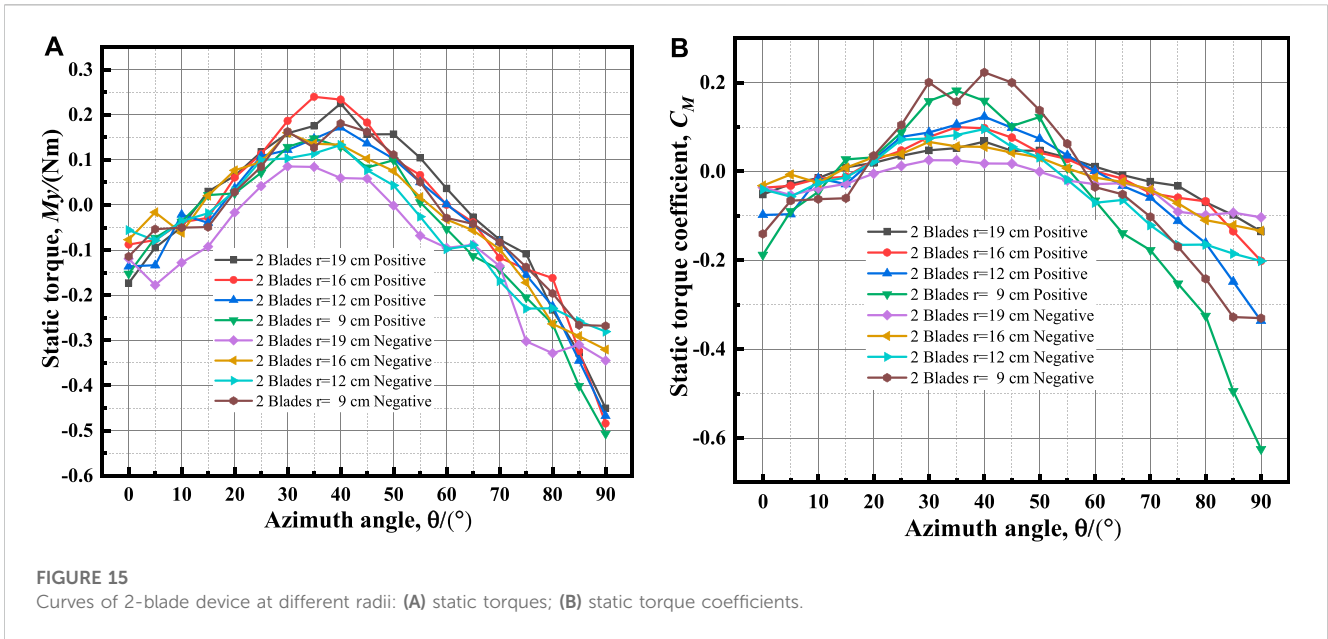 A
Static torque, My/(Nm)
0.3
0.2
0.1
0.0
-0.1
-0.2
-0.3
-0.4
-0.5
-0.6
2 Blades r=19 cm Positive
2 Blades r=16 cm Positive
2 Blades r=12 cm Positive
2 Blades r= 9 cm Positive
2 Blades r=19 cm Negative
2 Blades r=16 cm Negative
2 Blades r=12 cm Negative
2 Blades r= 9 cm Negative
0 10 20 30 40 50 60 70 80 90
Azimuth angle, θ/(°)
B
Static torque coefficient, C_M
0.2
0.0
-0.2
-0.4
-0.6
2 Blades r=19 cm Positive
2 Blades r=16 cm Positive
2 Blades r=12 cm Positive
2 Blades r= 9 cm Positive
2 Blades r=19 cm Negative
2 Blades r=16 cm Negative
2 Blades r=12 cm Negative
2 Blades r= 9 cm Negative
0 10 20 30 40 50 60 70 80 90
Azimuth angle, θ/(°)
FIGURE 15
Curves of 2-blade device at different radii: (A) static torques; (B) static torque coefficients.